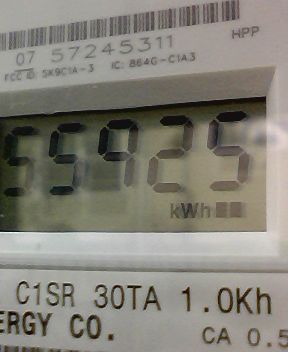 HPP
07 57245311
FCC ID: SK9C1A-3 IC: 864G-C1A3
55925
kWh
C1SR 30TA 1.0Kh
ERGY CO.
CA 0.5